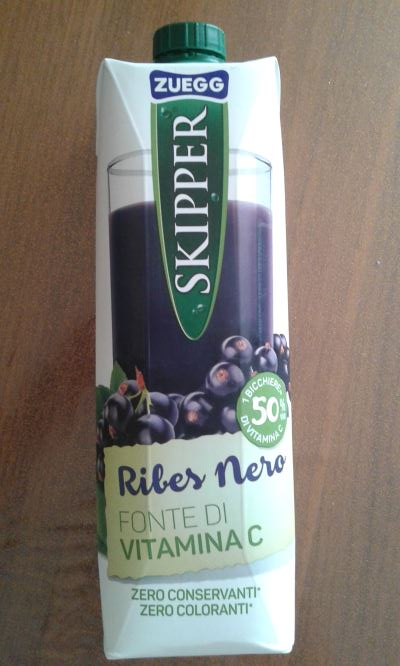 ZUEGG
SKIPPER
1 BICCHIERE=
50%
DI VITAMINA C
Ribes Nero
FONTE DI
VITAMINA C
ZERO CONSERVANTI*
ZERO COLORANTI*